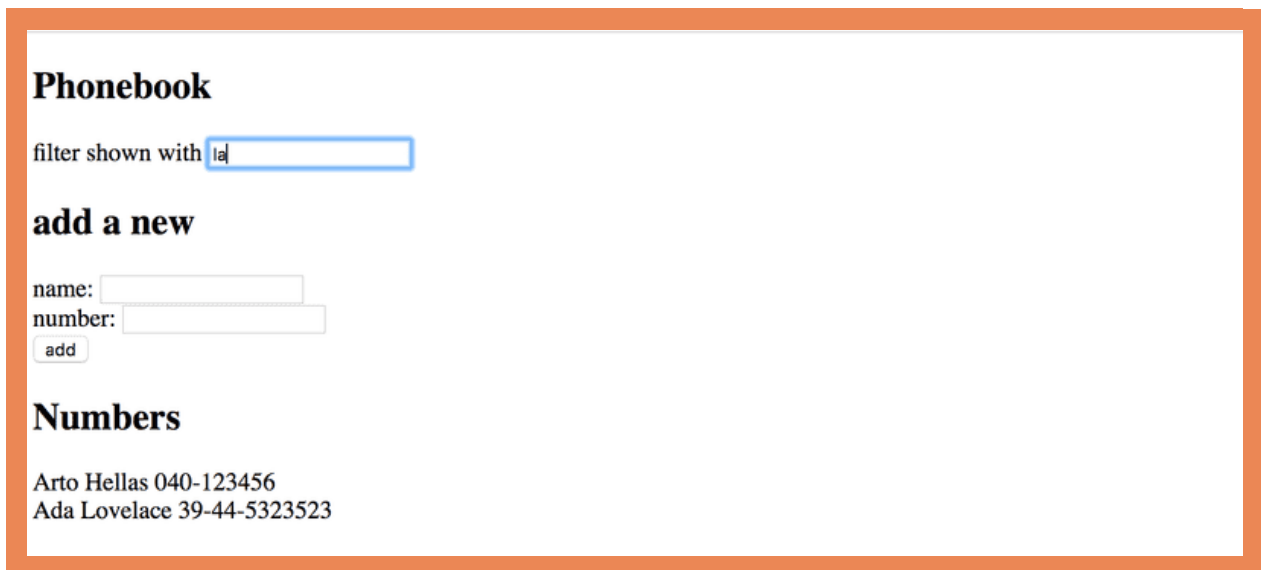 Phonebook
filter shown with la
add a new
name:
number:
add
Numbers
Arto Hellas 040-123456
Ada Lovelace 39-44-5323523